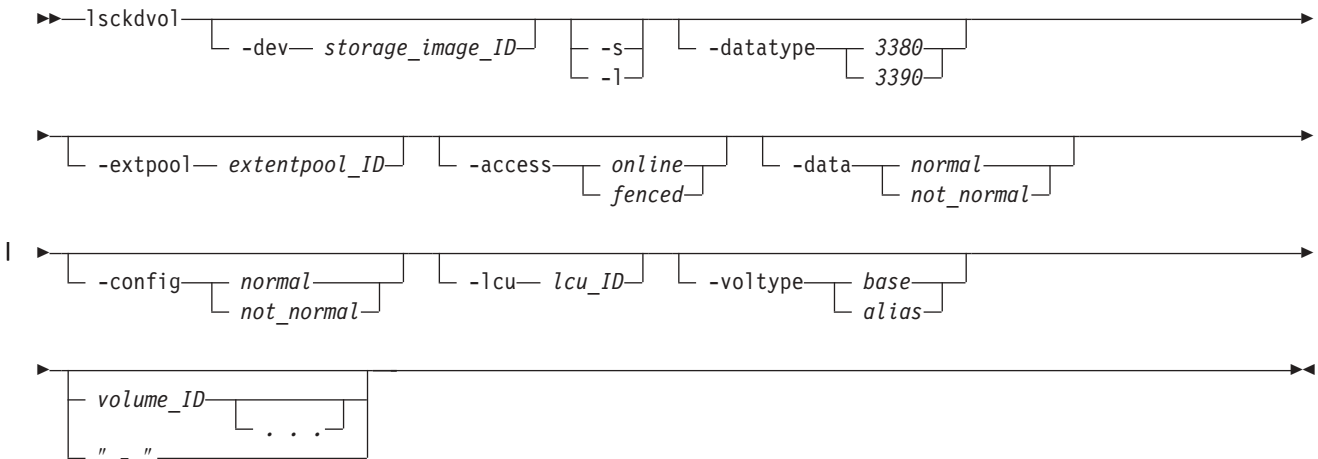 lsckdvol
-dev storage_image_ID -s -datatype 3380
-l 3390
-extpool extentpool_ID -access online -data normal
fenced not_normal
-config normal -lcu lcu_ID -voltype base
not_normal alias
volume_ID
. . .
" - "